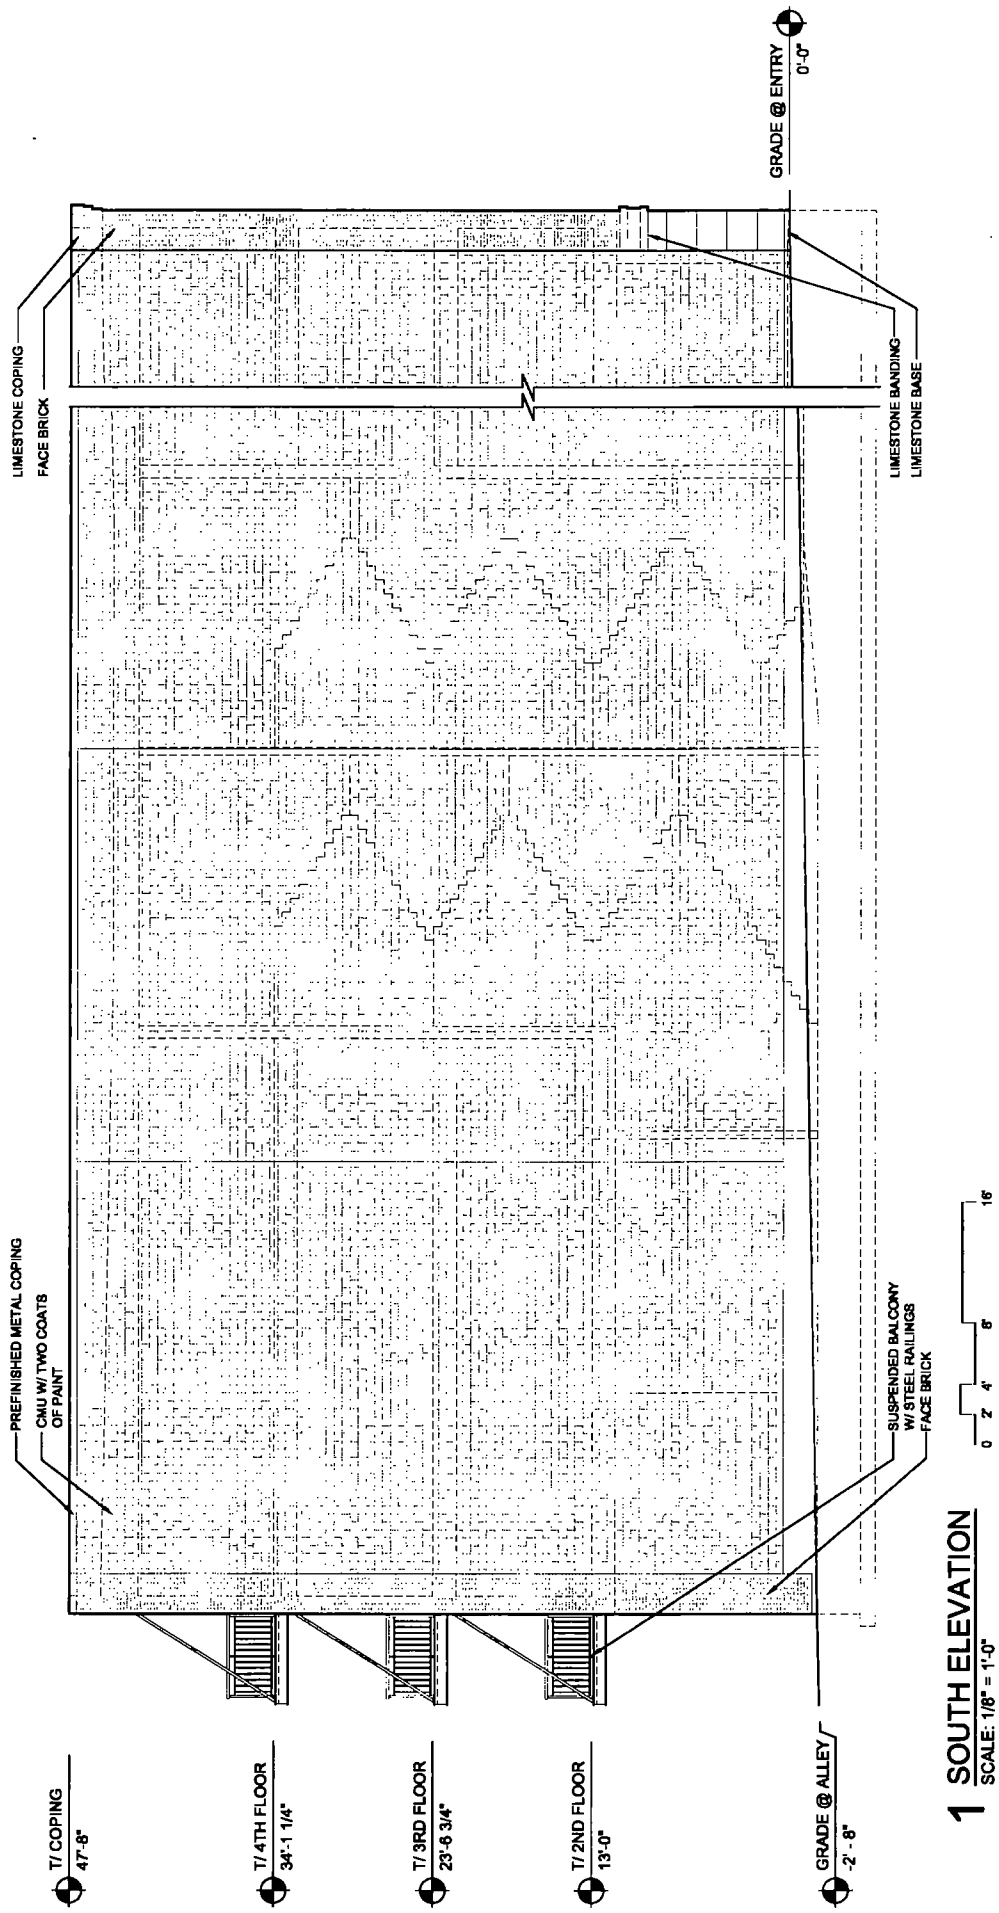 PREFINISHED METAL COPING
CMU W/ TWO COATS
OF PAINT
LIMESTONE COPING
FACE BRICK
T/ COPING
47'-8"
T/ 4TH FLOOR
34'-1 1/4"
T/ 3RD FLOOR
23'-6 3/4"
T/ 2ND FLOOR
13'-0"
GRADE @ ALLEY
-2' - 8"
GRADE @ ENTRY
0'-0"
SUSPENDED BALCONY
W/ STEEL RAILINGS
FACE BRICK
LIMESTONE BANDING
LIMESTONE BASE
1 SOUTH ELEVATION
SCALE: 1/8" = 1'-0"
0 2' 4' 8' 16'